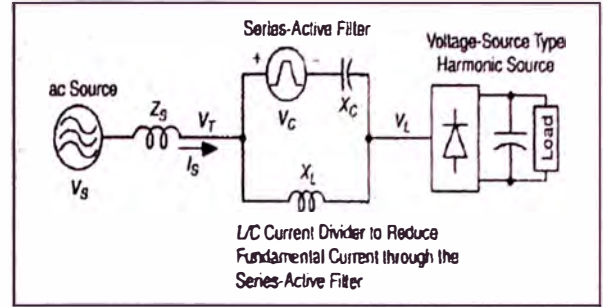 Series-Active Filter
Voltage-Source Type
Harmonic Source
ac Source
+
-
Z_S
V_T
V_C
X_C
V_L
I_S
V_S
X_L
Load
L/C Current Divider to Reduce
Fundamental Current through the
Series-Active Filter